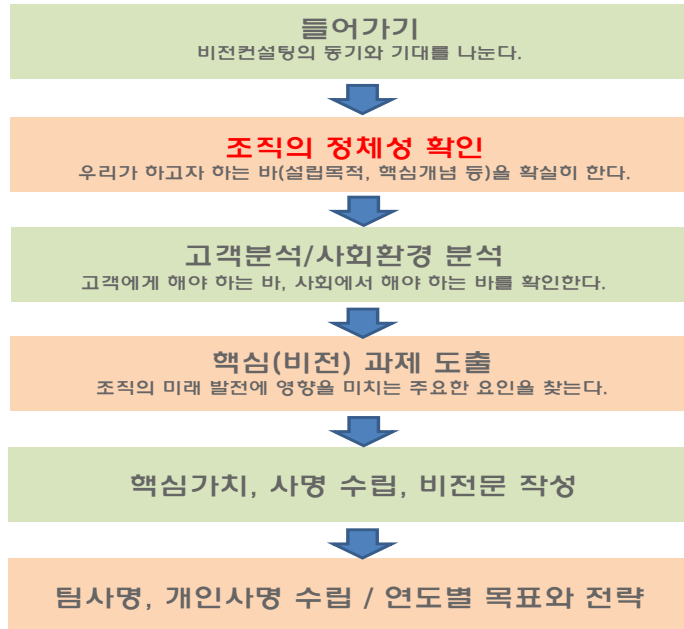 들어가기
비전컨설팅의 동기와 기대를 나눈다.
조직의 정체성 확인
우리가 하고자 하는 바(설립목적, 핵심개념 등)을 확실히 한다.
고객분석/사회환경 분석
고객에게 해야 하는 바, 사회에서 해야 하는 바를 확인한다.
핵심(비전) 과제 도출
조직의 미래 발전에 영향을 미치는 주요한 요인을 찾는다.
핵심가치, 사명 수립, 비전문 작성
팀사명, 개인사명 수립 / 연도별 목표와 전략